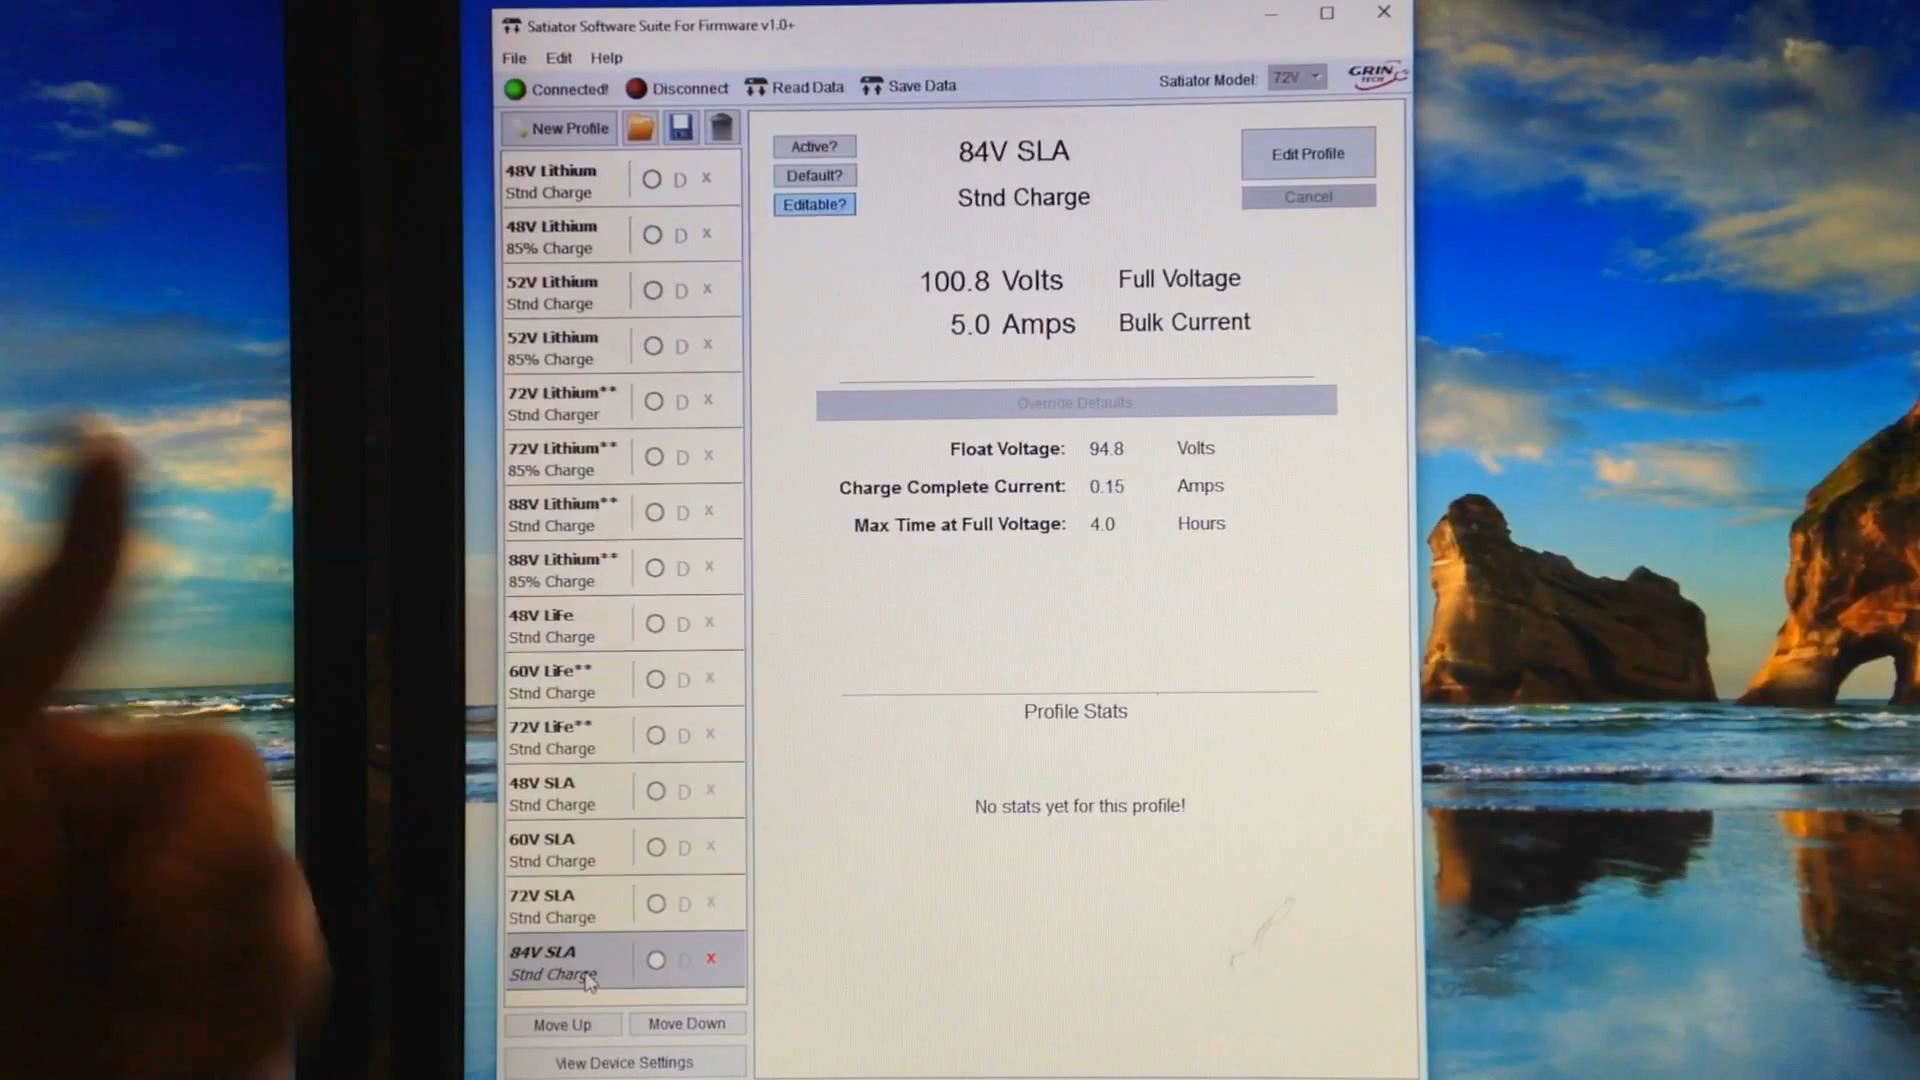 Satiator Software Suite For Firmware v1.0+
File Edit Help
Connected! Disconnect Read Data Save Data Satiator Model: 72V GRIN TECH
New Profile
48V Lithium
Stnd Charge D x
48V Lithium
85% Charge D x
52V Lithium
Stnd Charge D x
52V Lithium
85% Charge D x
72V Lithium**
Stnd Charger D x
72V Lithium**
85% Charge D x
88V Lithium**
Stnd Charge D x
88V Lithium**
85% Charge D x
48V LiFe
Stnd Charge D x
60V LiFe**
Stnd Charge D x
72V LiFe**
Stnd Charge D x
48V SLA
Stnd Charge D x
60V SLA
Stnd Charge D x
72V SLA
Stnd Charge D x
84V SLA
Stnd Charge D x
Move Up Move Down
View Device Settings
Active?
Default?
Editable?
84V SLA
Stnd Charge
Edit Profile
Cancel
100.8 Volts Full Voltage
5.0 Amps Bulk Current
Override Defaults
Float Voltage: 94.8 Volts
Charge Complete Current: 0.15 Amps
Max Time at Full Voltage: 4.0 Hours
Profile Stats
No stats yet for this profile!